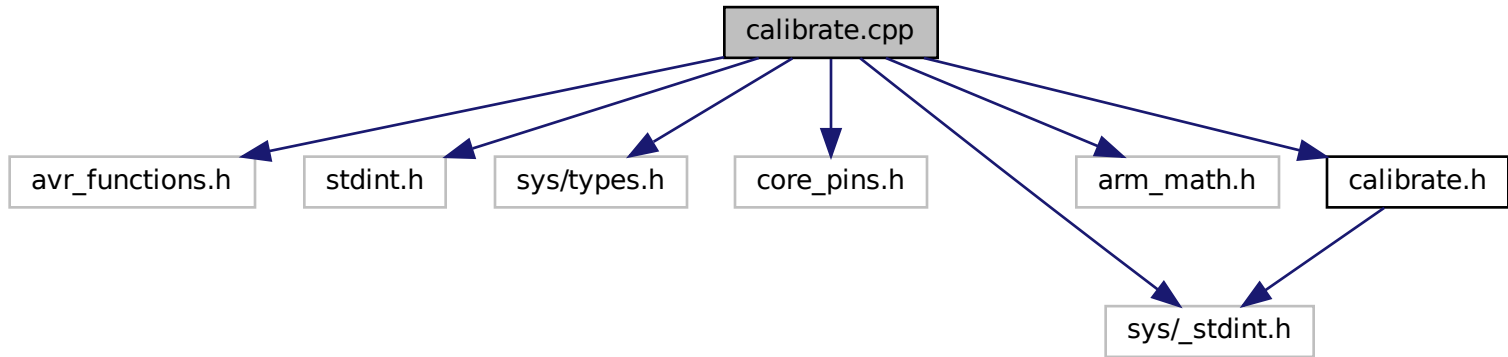 calibrate.cpp
avr_functions.h
stdint.h
sys/types.h
core_pins.h
arm_math.h
calibrate.h
sys/_stdint.h